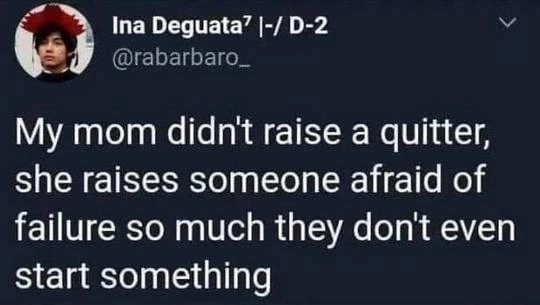 Ina Deguata⁷ |-/ D-2
@rabarbaro_
My mom didn't raise a quitter,
she raises someone afraid of
failure so much they don't even
start something